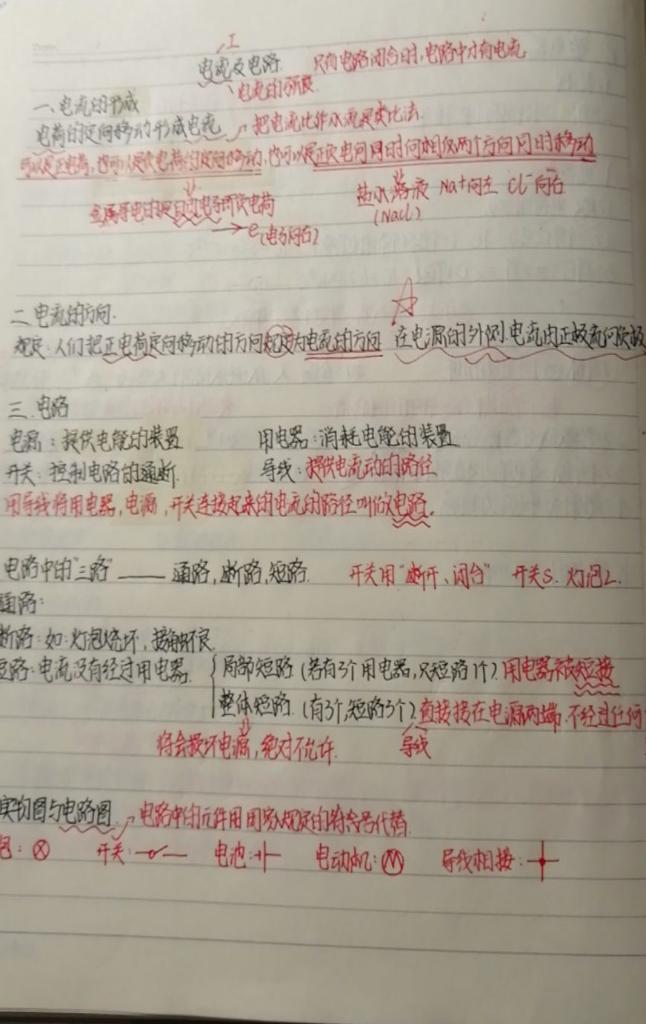 I
电流及电路 只有电路闭合时,电路中才有电流
电流的
一、电流的形成
电荷的定向移动形成电流 把电流比作水流是类比法
可以是正电荷,也可以是负电荷的定向移动,也可以是正负电荷同时向相反两个方向同时移动
金属导电的是自由电子所带电荷 盐水溶液 Na+向左 Cl-向右
e(电子向右) (NaCl)
二 电流的方向.
规定:人们把正电荷定向移动的方向规定为电流的方向 在电源的外侧 电流由正极流向负极
三.电路
电源:提供电能的装置 用电器:消耗电能的装置
开关:控制电路的通断. 导线:提供电流动的路径
用导线将用电器,电源,开关连接起来的电流的路径叫做电路.
电路中的“三路”——通路,断路,短路. 开关用“断开、闭合” 开关S. 灯泡L.
通路:
断路:如:灯泡烧坏,接触不良.
短路:电流没有经过用电器. 局部短路.(若有3个用电器,只短路1个).用电器被短接
整体短路.(有3个,短路3个).直接接在电源两端,不经过任何
将会损坏电源,绝对不允许. 导线
实物图与电路图. 电路中的元件用国家规定的符号代替.
泡: 开关: 电池: 电动机:M 导线相接: